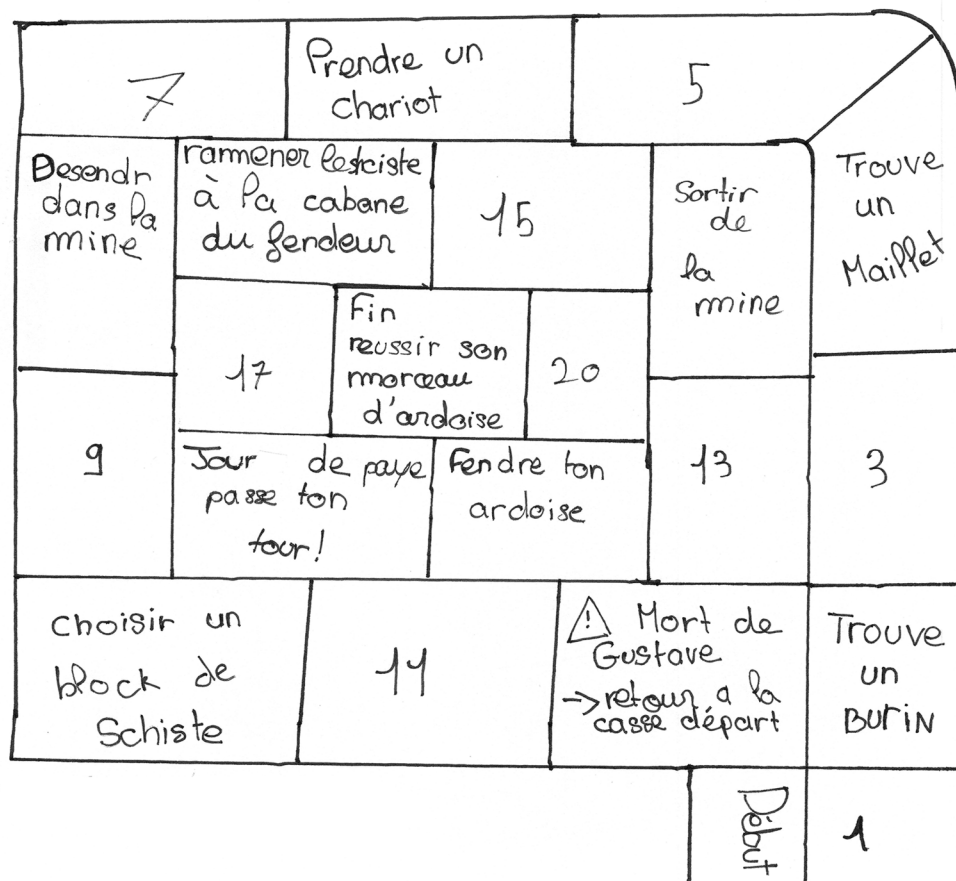 7
Prendre un
chariot
5
Desendr
dans la
mine
ramener leschiste
à la cabane
du fendeur
15
Sortir
de
la
mine
Trouve
un
Maillet
17
Fin
reussir son
morceau
d'ardoise
20
9
Jour de paye
passe ton
tour!
Fendre ton
ardoise
13
3
choisir un
block de
Schiste
11
⚠ Mort de
Gustave
→ retour a la
casse départ
Trouve
un
Burin
Début
1